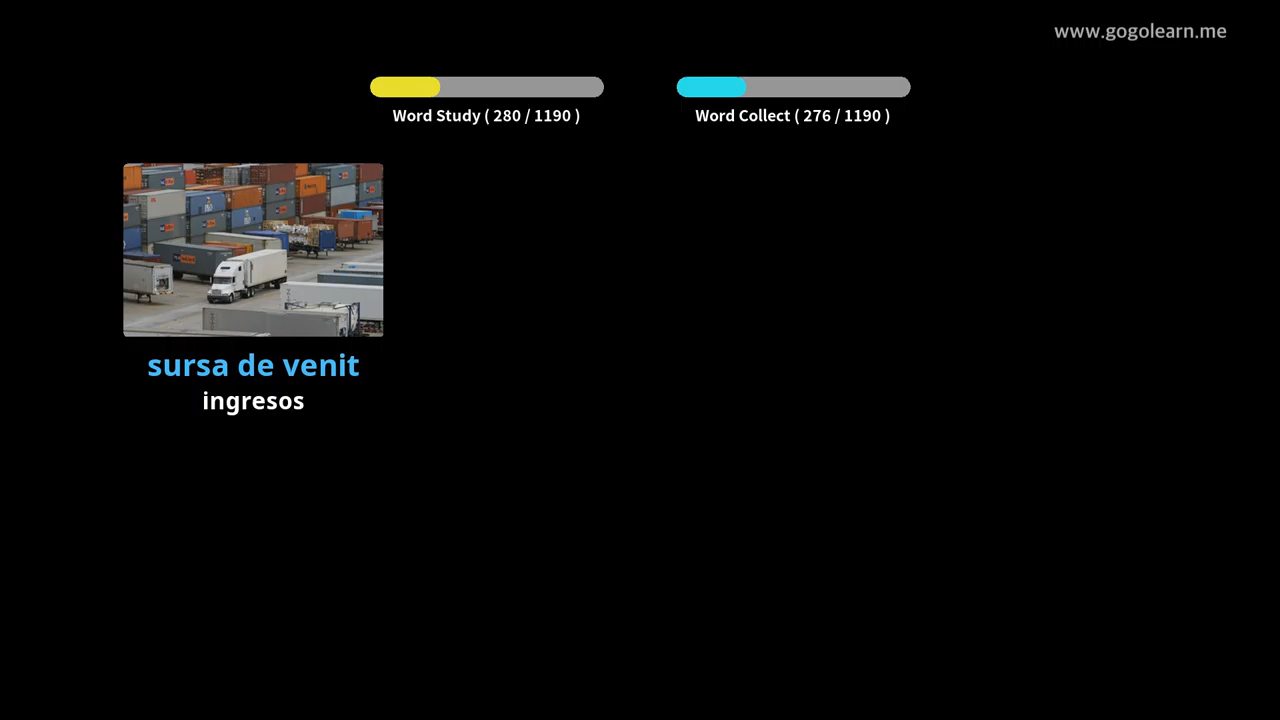 www.gogolearn.me
Word Study ( 280 / 1190 )
Word Collect ( 276 / 1190 )
sursa de venit
ingresos